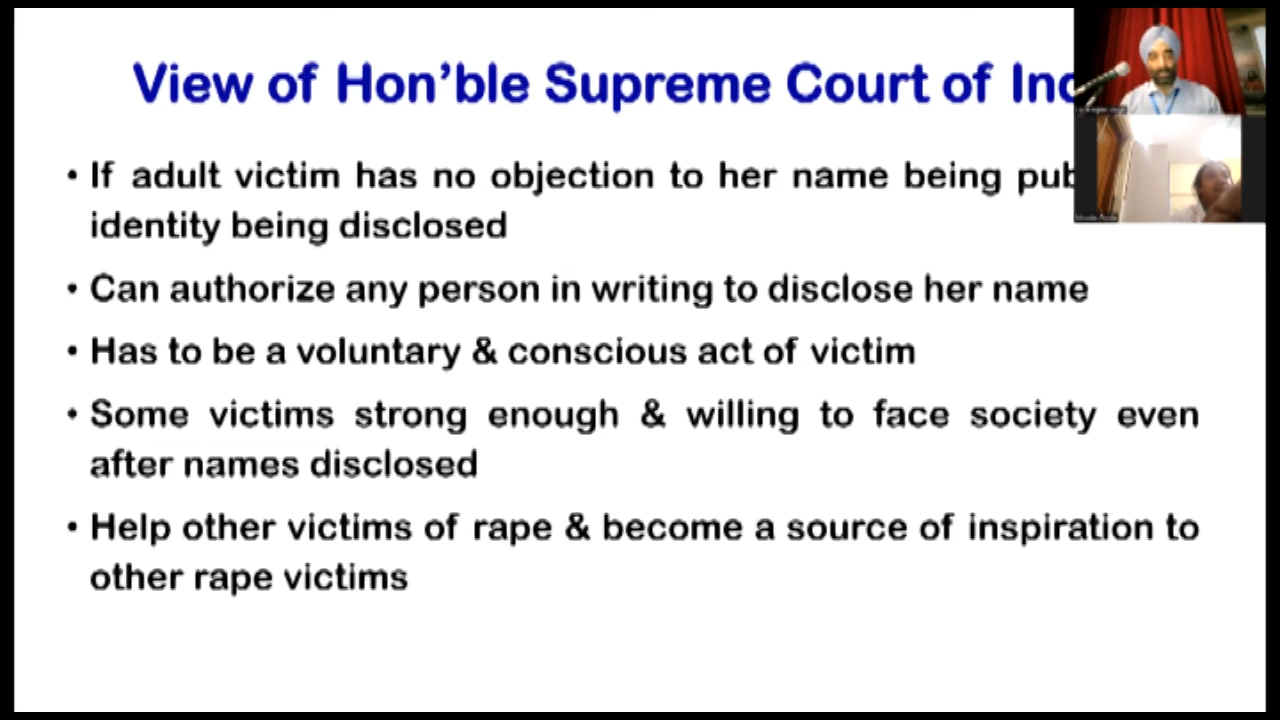 View of Hon'ble Supreme Court of Ind
• If adult victim has no objection to her name being pub
identity being disclosed
• Can authorize any person in writing to disclose her name
• Has to be a voluntary & conscious act of victim
• Some victims strong enough & willing to face society even
after names disclosed
• Help other victims of rape & become a source of inspiration to
other rape victims